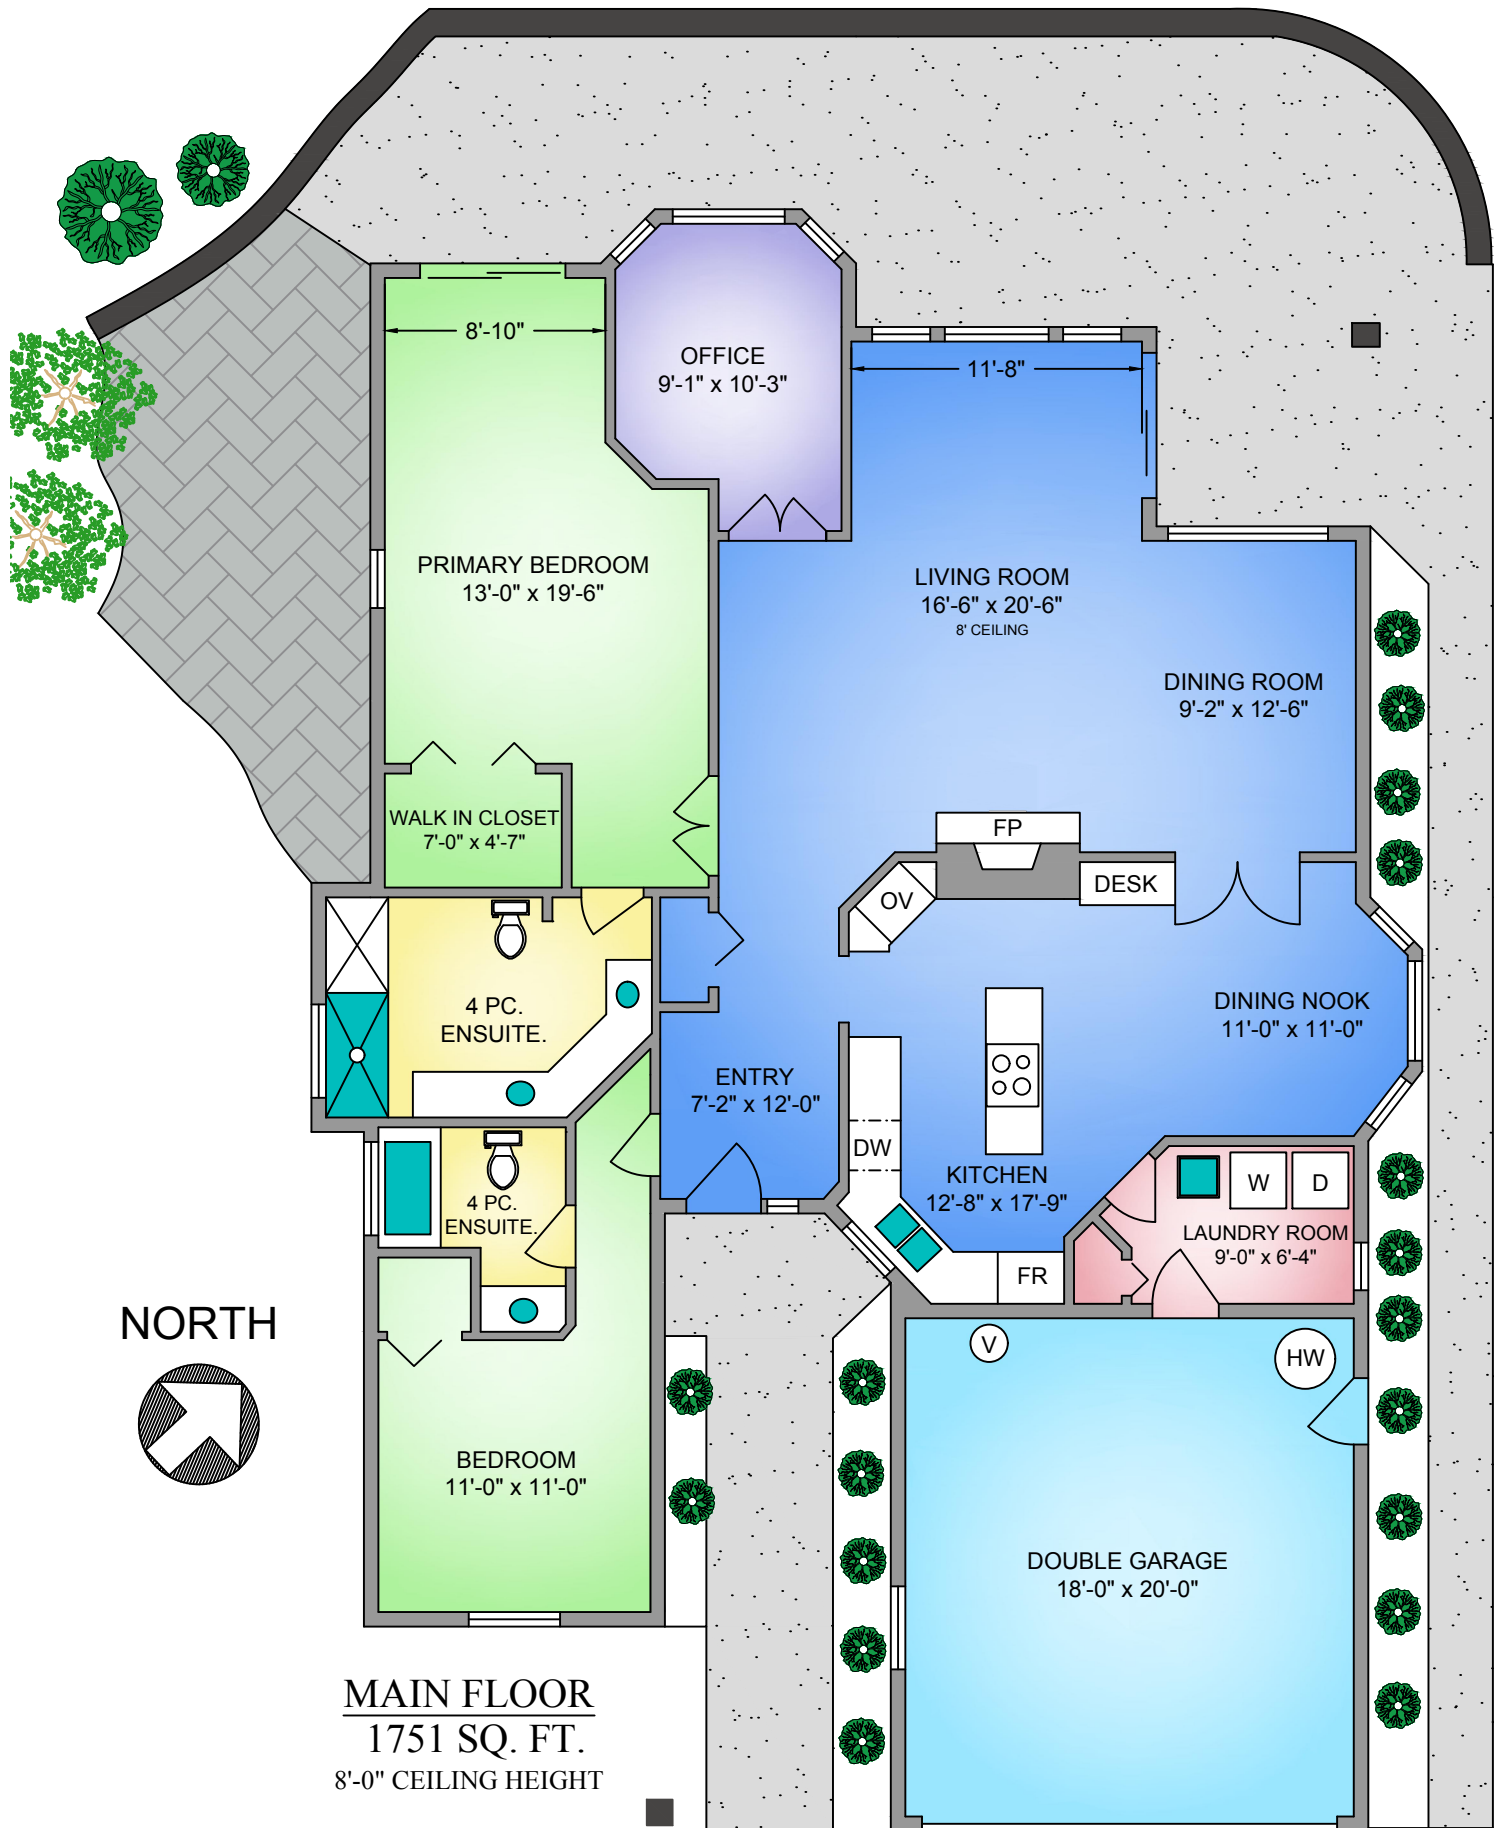 8'-10"
OFFICE
9'-1" x 10'-3"
11'-8"
PRIMARY BEDROOM
13'-0" x 19'-6"
LIVING ROOM
16'-6" x 20'-6"
8' CEILING
DINING ROOM
9'-2" x 12'-6"
WALK IN CLOSET
7'-0" x 4'-7"
FP
OV
DESK
4 PC.
ENSUITE.
DINING NOOK
11'-0" x 11'-0"
ENTRY
7'-2" x 12'-0"
DW
KITCHEN
12'-8" x 17'-9"
W
D
4 PC.
ENSUITE.
LAUNDRY ROOM
9'-0" x 6'-4"
FR
NORTH
V
HW
BEDROOM
11'-0" x 11'-0"
DOUBLE GARAGE
18'-0" x 20'-0"
MAIN FLOOR
1751 SQ. FT.
8'-0" CEILING HEIGHT